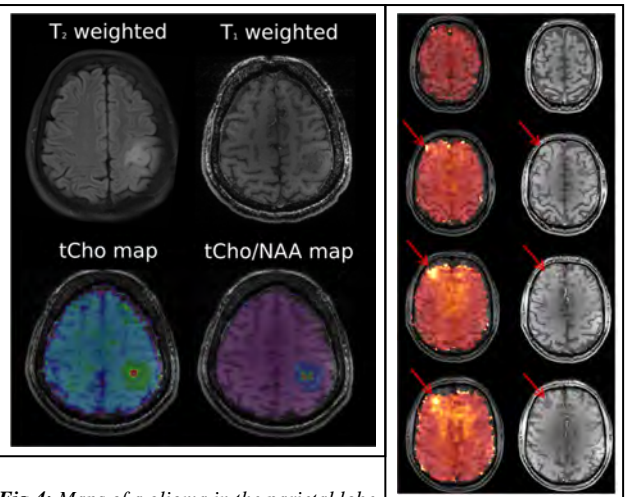 T₂ weighted T₁ weighted
tCho map tCho/NAA map
Fig 4: Maps of a glioma in the parietal lobe